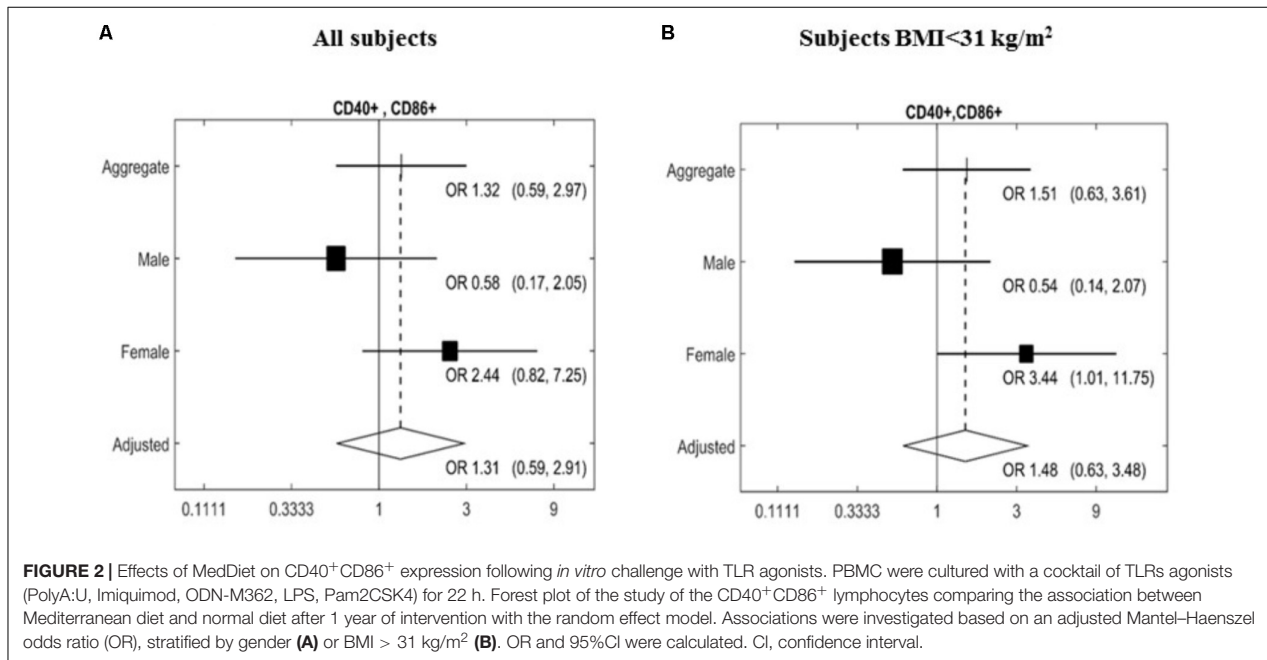 A
All subjects
CD40+ , CD86+
Aggregate
OR 1.32 (0.59, 2.97)
Male
OR 0.58 (0.17, 2.05)
Female
OR 2.44 (0.82, 7.25)
Adjusted
OR 1.31 (0.59, 2.91)
0.1111 0.3333 1 3 9
B
Subjects BMI<31 kg/m²
CD40+,CD86+
Aggregate
OR 1.51 (0.63, 3.61)
Male
OR 0.54 (0.14, 2.07)
Female
OR 3.44 (1.01, 11.75)
Adjusted
OR 1.48 (0.63, 3.48)
0.1111 0.3333 1 3 9
FIGURE 2 | Effects of MedDiet on CD40⁺CD86⁺ expression following in vitro challenge with TLR agonists. PBMC were cultured with a cocktail of TLRs agonists
(PolyA:U, Imiquimod, ODN-M362, LPS, Pam2CSK4) for 22 h. Forest plot of the study of the CD40⁺CD86⁺ lymphocytes comparing the association between
Mediterranean diet and normal diet after 1 year of intervention with the random effect model. Associations were investigated based on an adjusted Mantel–Haenszel
odds ratio (OR), stratified by gender (A) or BMI > 31 kg/m² (B). OR and 95%CI were calculated. CI, confidence interval.